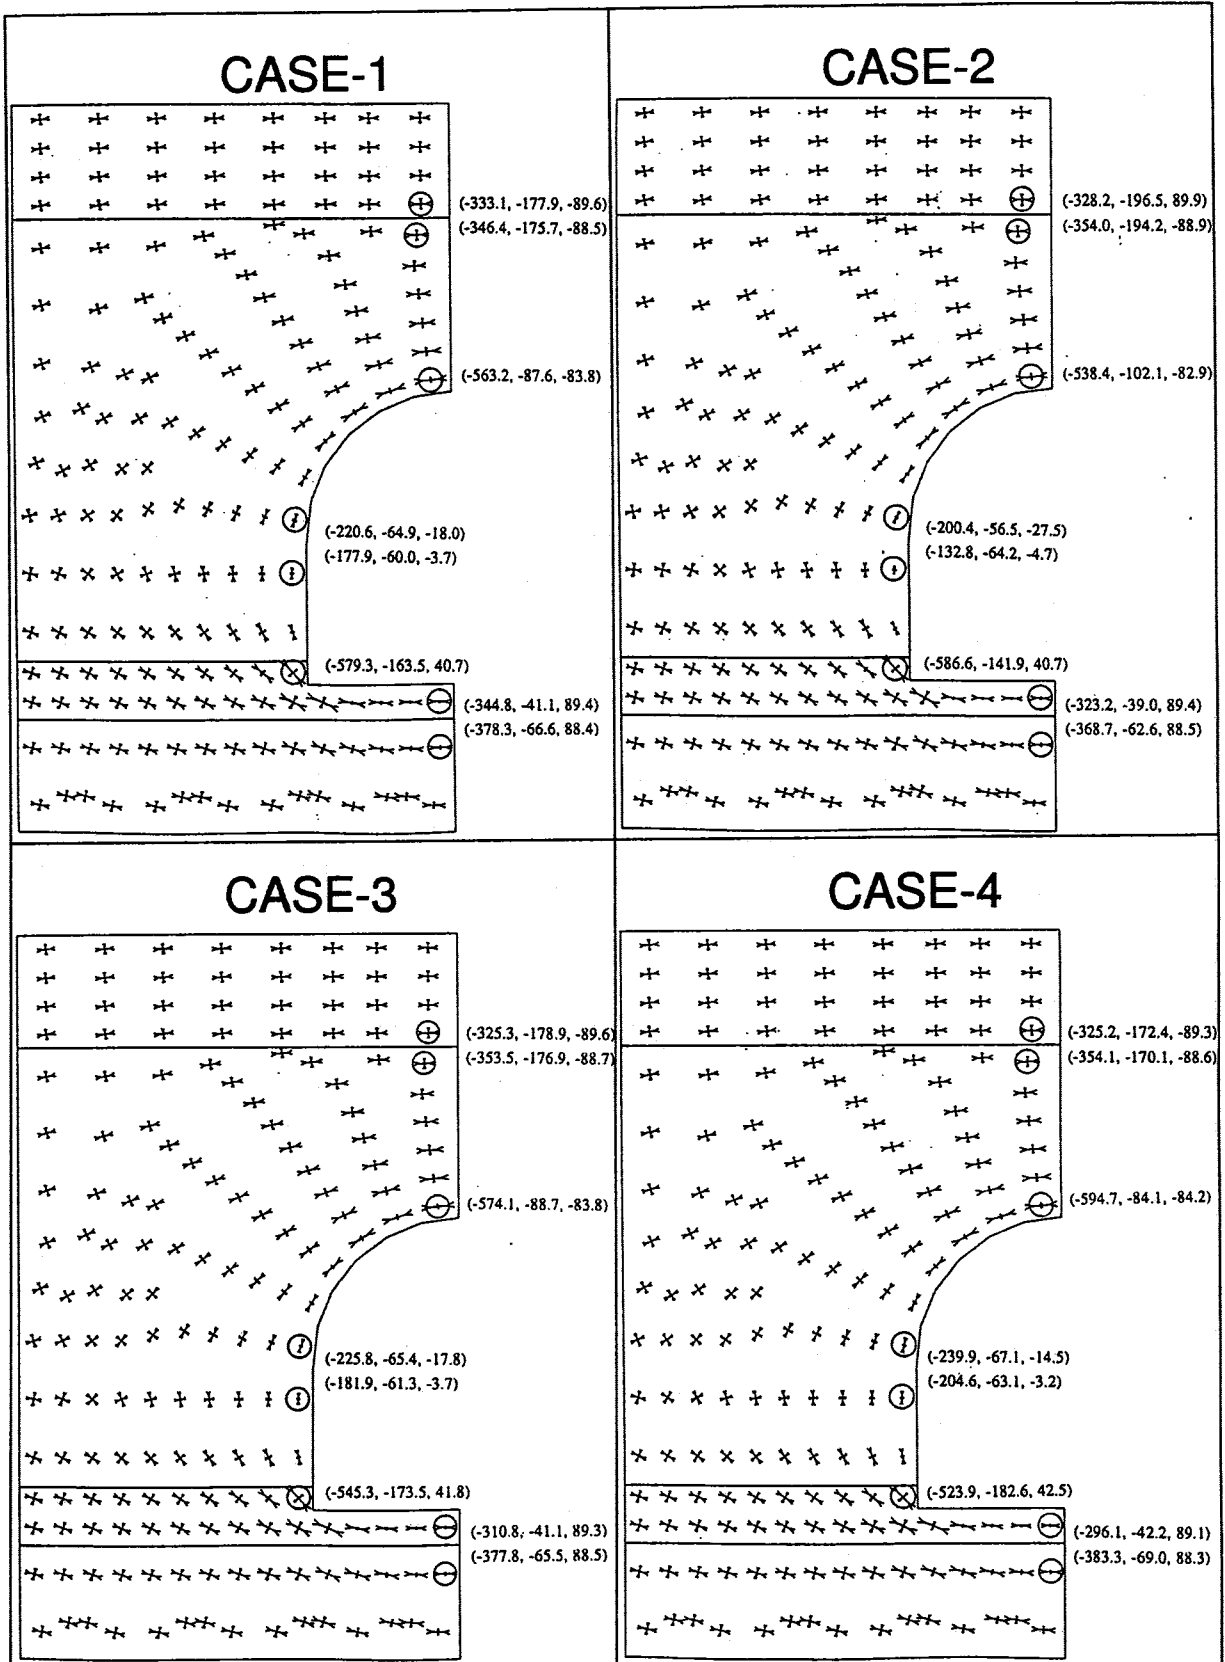 CASE-1
(-333.1, -177.9, -89.6)
(-346.4, -175.7, -88.5)
(-563.2, -87.6, -83.8)
(-220.6, -64.9, -18.0)
(-177.9, -60.0, -3.7)
(-579.3, -163.5, 40.7)
(-344.8, -41.1, 89.4)
(-378.3, -66.6, 88.4)
CASE-2
(-328.2, -196.5, 89.9)
(-354.0, -194.2, -88.9)
(-538.4, -102.1, -82.9)
(-200.4, -56.5, -27.5)
(-132.8, -64.2, -4.7)
(-586.6, -141.9, 40.7)
(-323.2, -39.0, 89.4)
(-368.7, -62.6, 88.5)
CASE-3
(-325.3, -178.9, -89.6)
(-353.5, -176.9, -88.7)
(-574.1, -88.7, -83.8)
(-225.8, -65.4, -17.8)
(-181.9, -61.3, -3.7)
(-545.3, -173.5, 41.8)
(-310.8, -41.1, 89.3)
(-377.8, -65.5, 88.5)
CASE-4
(-325.2, -172.4, -89.3)
(-354.1, -170.1, -88.6)
(-594.7, -84.1, -84.2)
(-239.9, -67.1, -14.5)
(-204.6, -63.1, -3.2)
(-523.9, -182.6, 42.5)
(-296.1, -42.2, 89.1)
(-383.3, -69.0, 88.3)